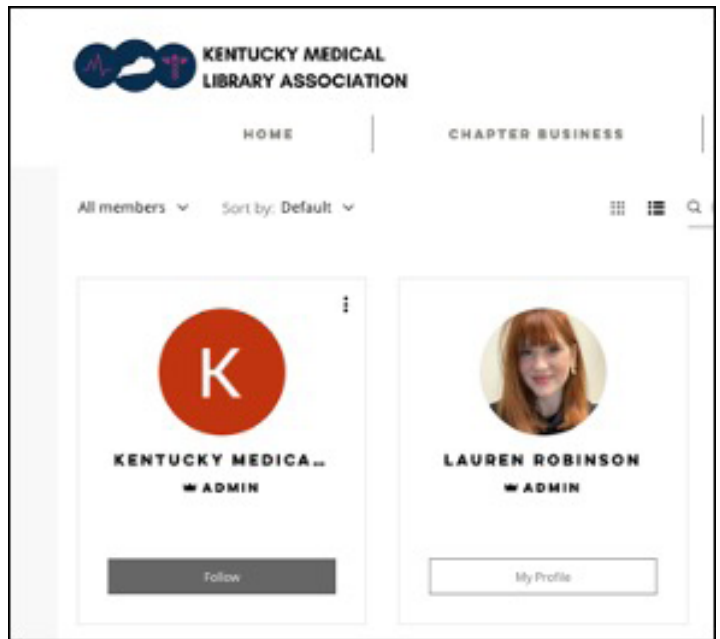 KENTUCKY MEDICAL
LIBRARY ASSOCIATION
HOME CHAPTER BUSINESS
All members Sort by: Default
K
KENTUCKY MEDICA... LAUREN ROBINSON
ADMIN ADMIN
Follow My Profile